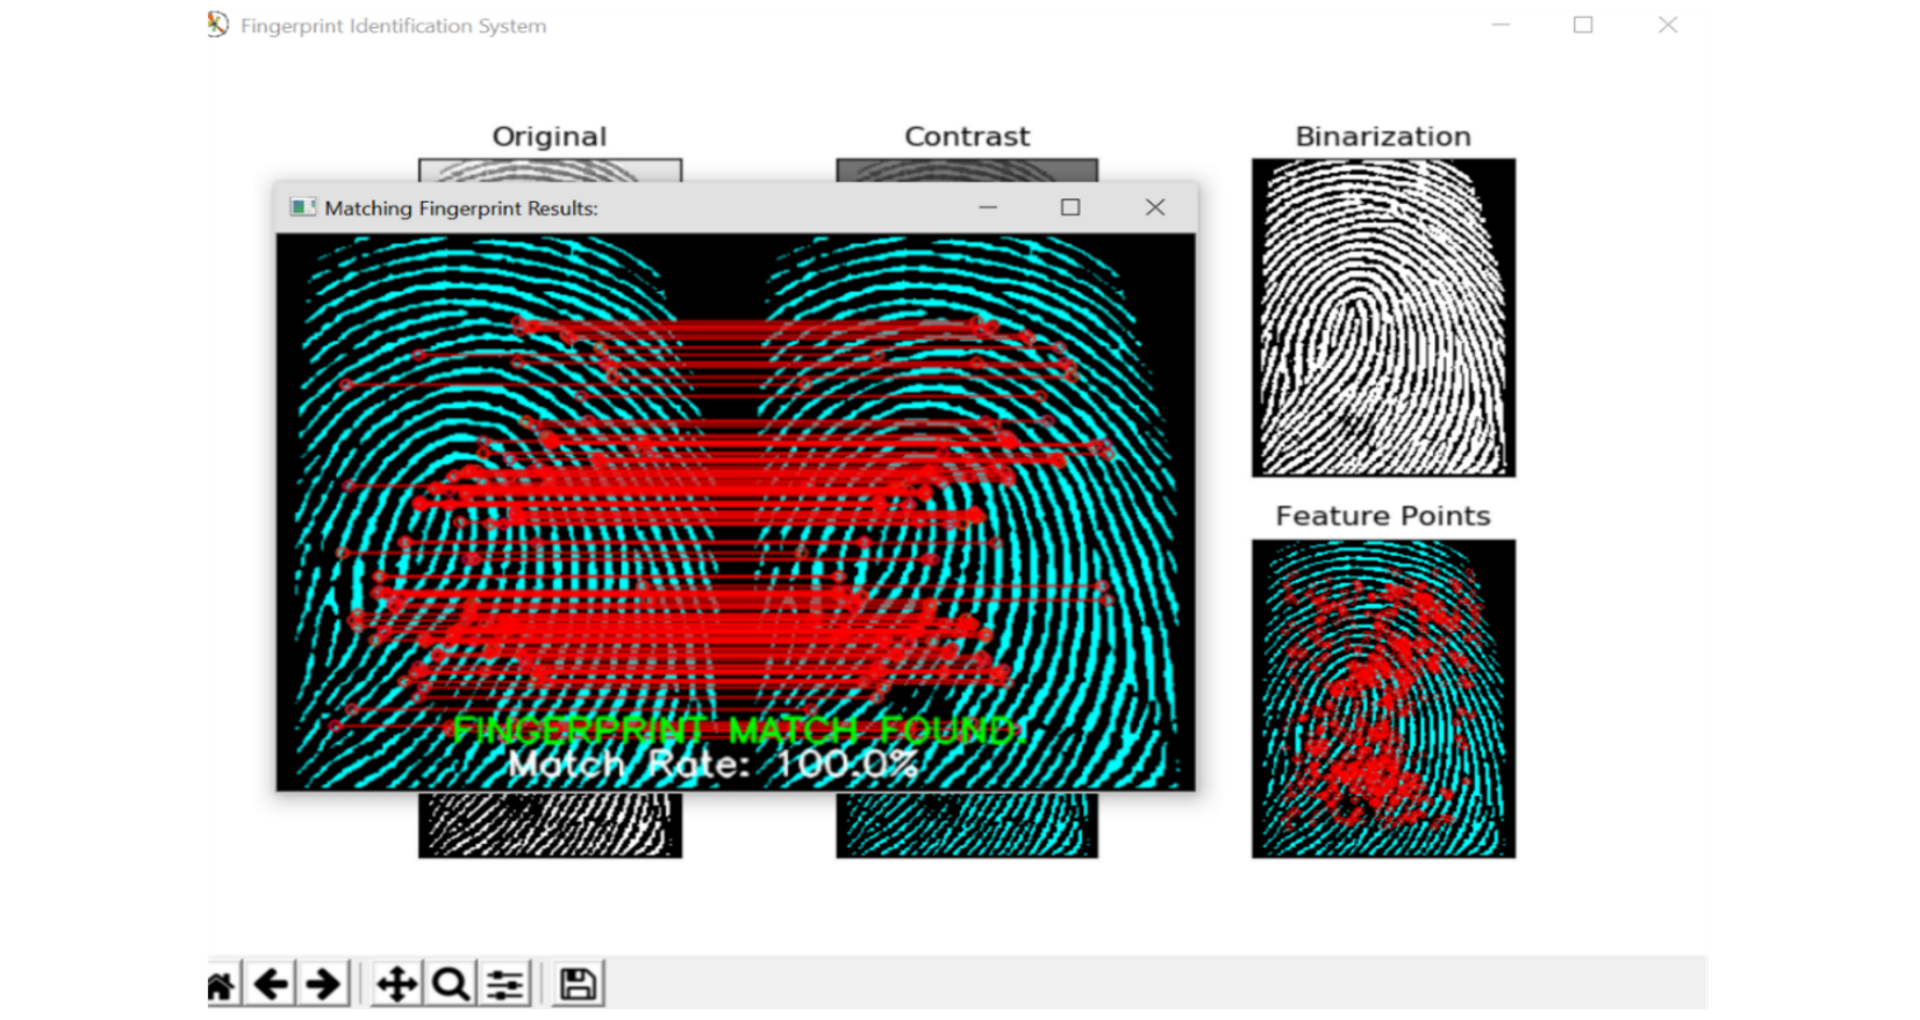 Fingerprint Identification System
Original
Contrast
Binarization
Matching Fingerprint Results:
Feature Points
FINGERPRINT MATCH FOUND.
Match Rate: 100.0%